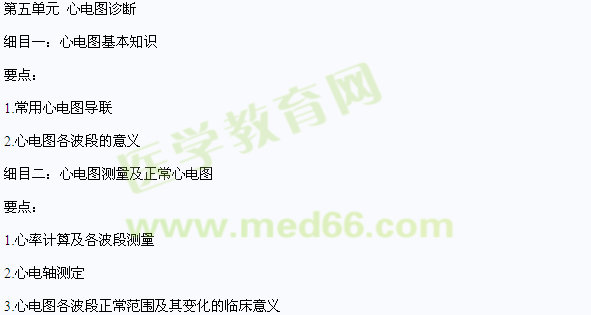 第五单元 心电图诊断
细目一：心电图基本知识
要点：
1.常用心电图导联
2.心电图各波段的意义
细目二：心电图测量及正常心电图
要点：
1.心率计算及各波段测量
2.心电轴测定
3.心电图各波段正常范围及其变化的临床意义
医学教育网
www.med66.com